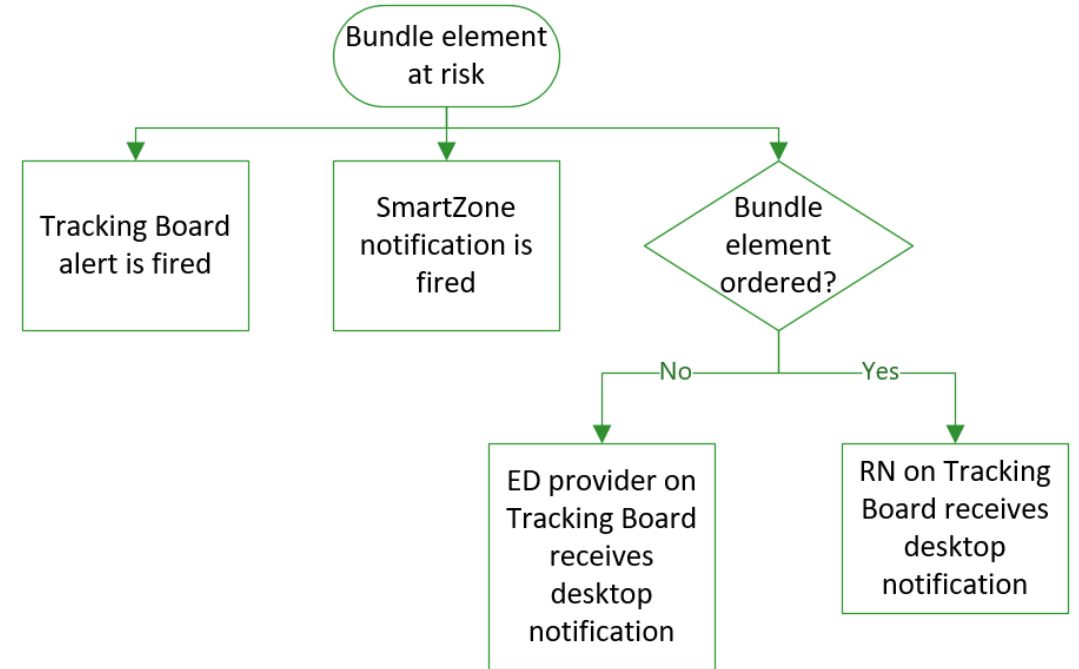 Bundle element
at risk
Tracking Board
alert is fired
SmartZone
notification is
fired
Bundle
element
ordered?
No
Yes
ED provider on
Tracking Board
receives
desktop
notification
RN on Tracking
Board receives
desktop
notification